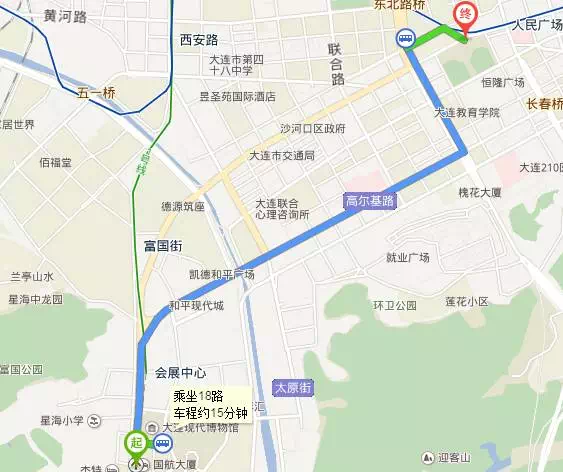 黄河路
东北路桥
终
人民广场
西安路
联合路
大连市第四
十八中学
恒隆广场
五一桥
昱圣苑国际酒店
长春桥
家居世界
沙河口区政府
大连教育学院
佰福堂
大连市交通局
1号线
大连210医
槐花大厦
高尔基路
德源筑座
大连联合
心理咨询所
富国街
就业广场
兰亭山水
凯德和平广场
星海中龙园
和平现代城
环卫公园
莲花小区
富国公园
会展中心
太原街
乘坐18路
车程约15分钟
汇
星海小学
起
大连现代博物馆
国航大厦
迎客山
李特